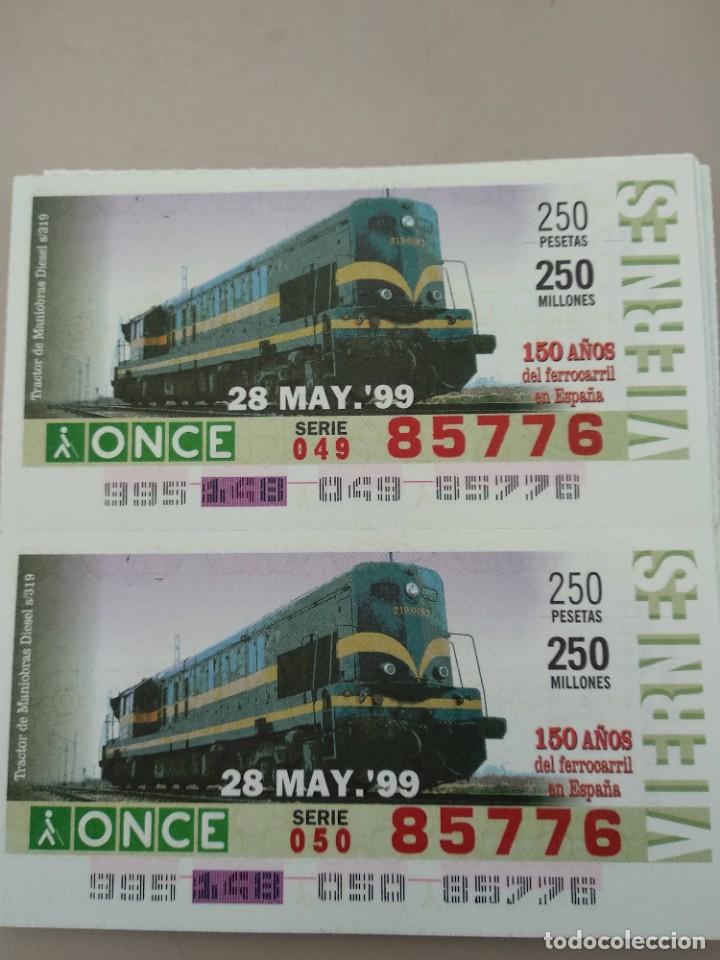 Tractor de Maniobras Diesel s/319
250
PESETAS
250
MILLONES
150 AÑOS
del ferrocarril
en España
28 MAY.'99
VIERNES
ONCE
SERIE
049
85776
995 148 049 85776
Tractor de Maniobras Diesel s/319
250
PESETAS
250
MILLONES
150 AÑOS
del ferrocarril
en España
28 MAY.'99
VIERNES
ONCE
SERIE
050
85776
995 148 050 85776
todocoleccion.net